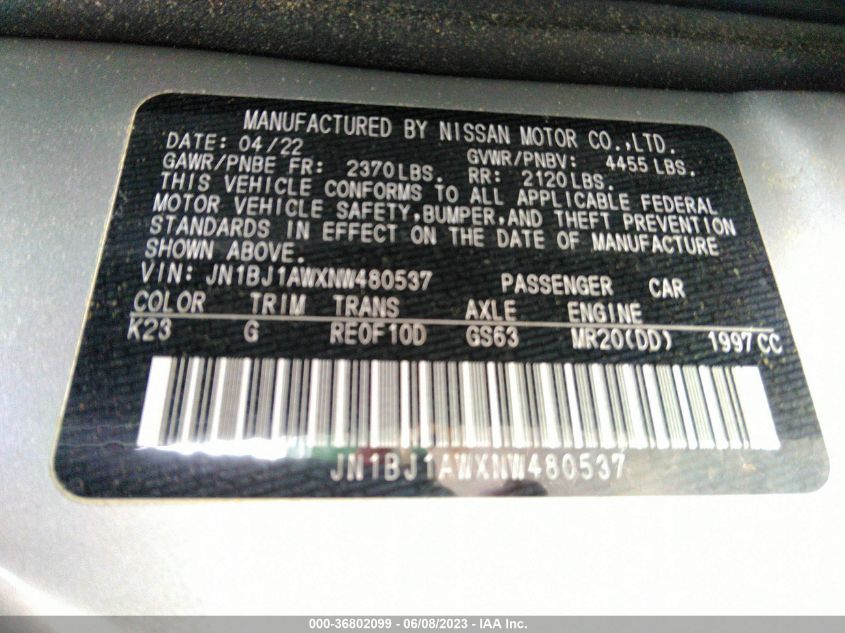 MANUFACTURED BY NISSAN MOTOR CO.,LTD.
DATE: 04/22 GVWR/PNBV: 4455 LBS.
GAWR/PNBE FR: 2370LBS. RR: 2120LBS.
THIS VEHICLE CONFORMS TO ALL APPLICABLE FEDERAL
MOTOR VEHICLE SAFETY,BUMPER,AND THEFT PREVENTION
STANDARDS IN EFFECT ON THE DATE OF MANUFACTURE
SHOWN ABOVE.
VIN: JN1BJ1AWXNW480537 PASSENGER CAR
COLOR TRIM TRANS AXLE ENGINE
K23 G RE0F10D GS63 MR20(DD) 1997CC
JN1BJ1AWXNW480537
000-36802099 - 06/08/2023 - IAA Inc.